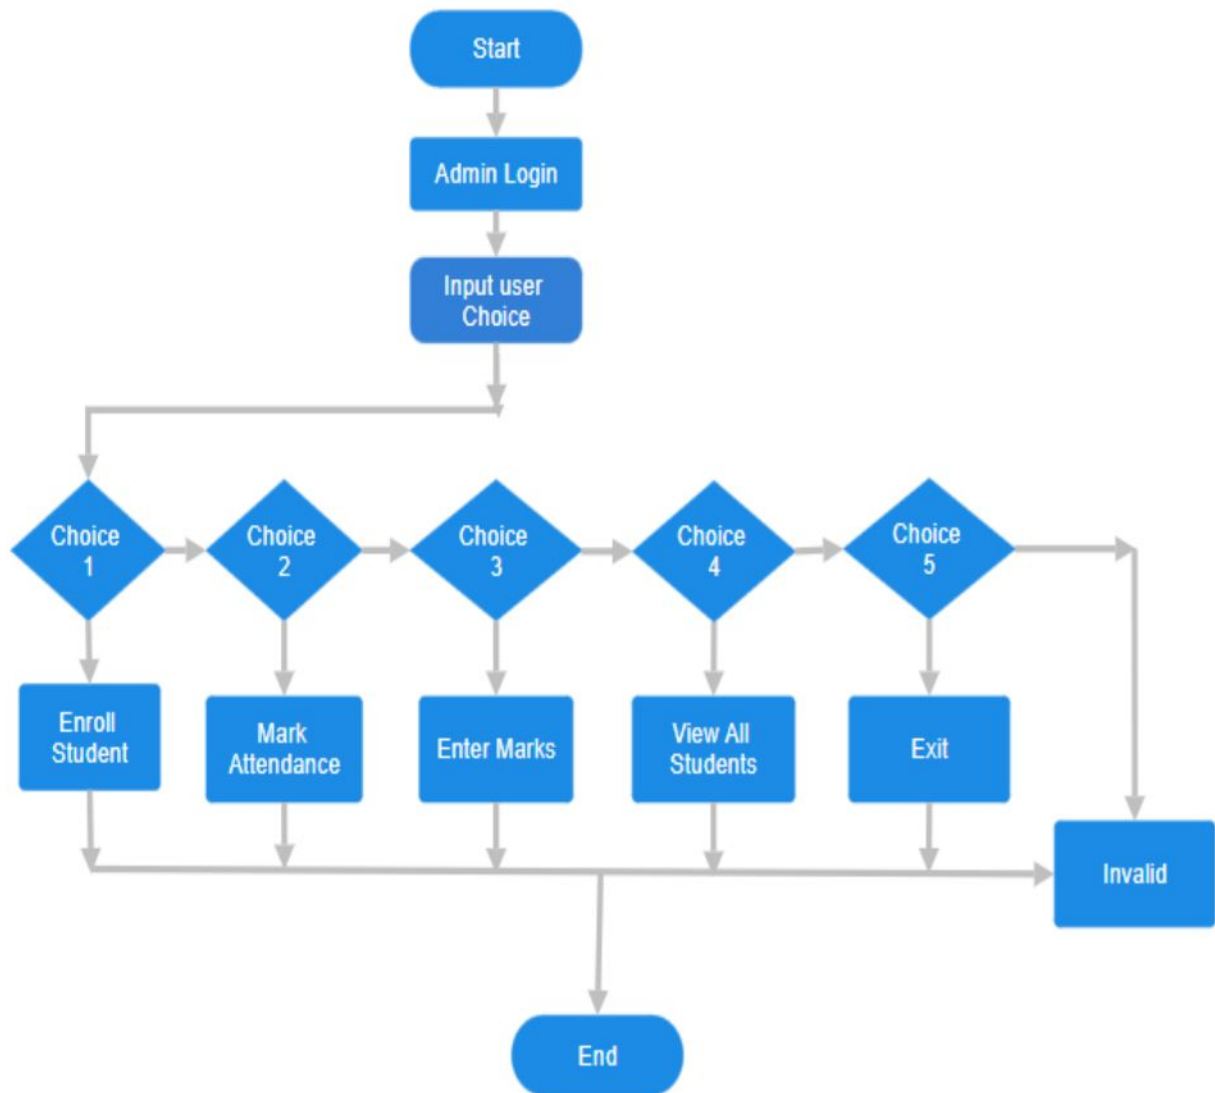 Start
Admin Login
Input user
Choice
Choice
1
Choice
2
Choice
3
Choice
4
Choice
5
Enroll
Student
Mark
Attendance
Enter Marks
View All
Students
Exit
Invalid
End